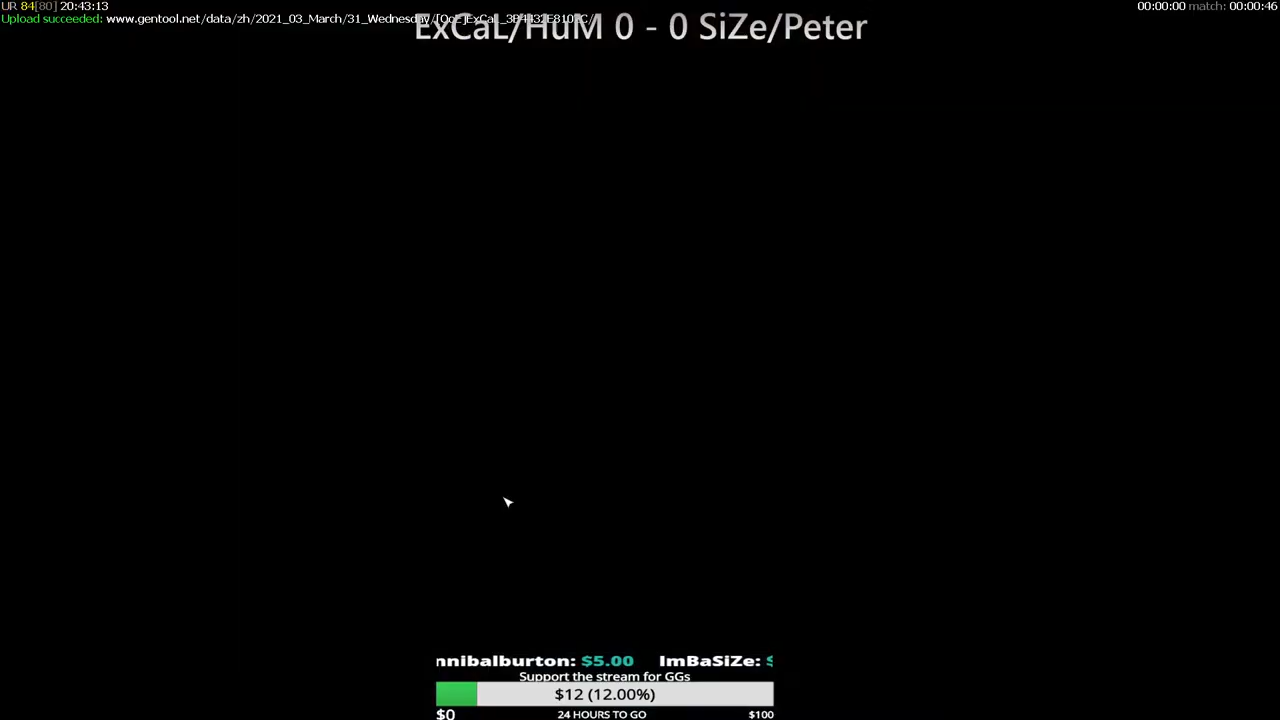 UR 84[80] 20:43:13
00:00:00 match: 00:00:46
Upload succeeded: www.gentool.net/data/zh/2021_03_March/31_Wednesday/
ExCaL/HuM 0 - 0 SiZe/Peter
nnibalburton: $5.00 ImBaSiZe: $
Support the stream for GGs
$12 (12.00%)
$0 24 HOURS TO GO $100